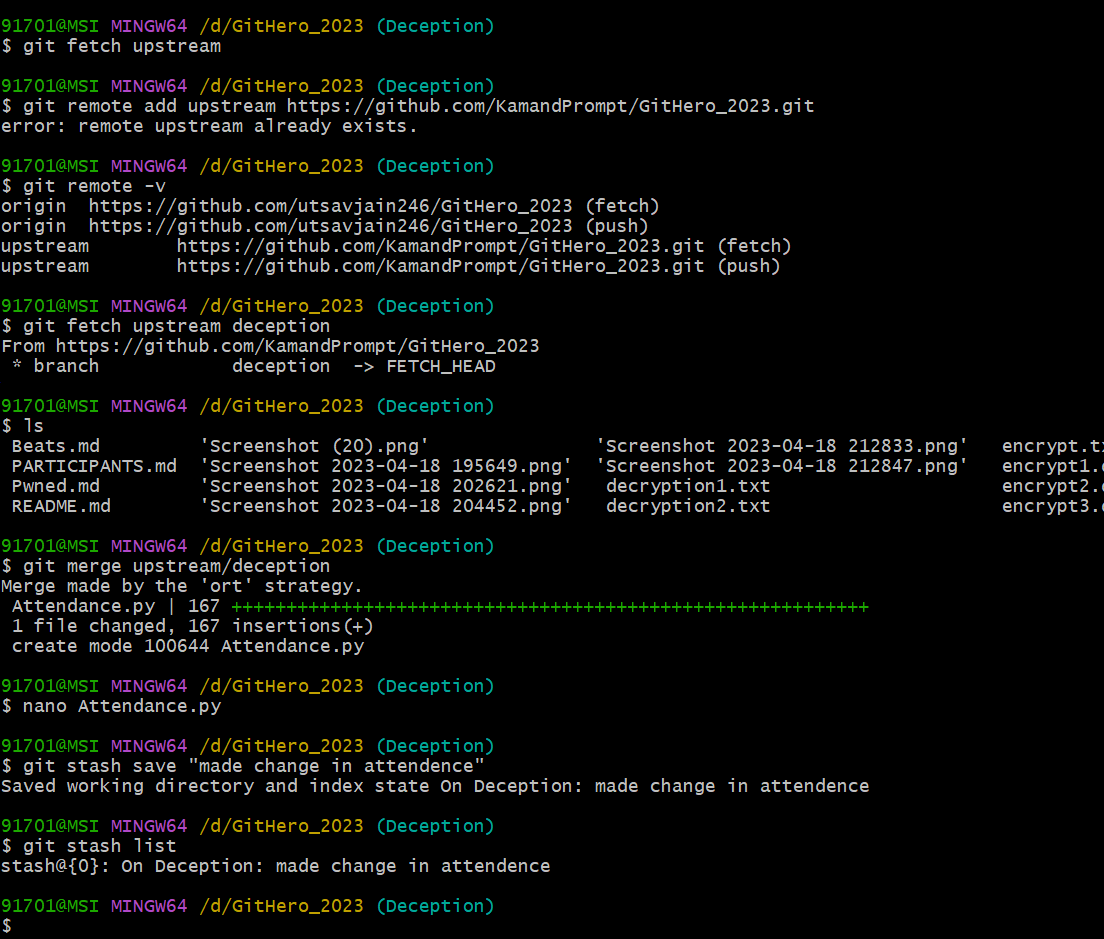 91701@MSI MINGW64 /d/GitHero_2023 (Deception)
$ git fetch upstream
91701@MSI MINGW64 /d/GitHero_2023 (Deception)
$ git remote add upstream https://github.com/KamandPrompt/GitHero_2023.git
error: remote upstream already exists.
91701@MSI MINGW64 /d/GitHero_2023 (Deception)
$ git remote -v
origin  https://github.com/utsavjain246/GitHero_2023 (fetch)
origin  https://github.com/utsavjain246/GitHero_2023 (push)
upstream        https://github.com/KamandPrompt/GitHero_2023.git (fetch)
upstream        https://github.com/KamandPrompt/GitHero_2023.git (push)
91701@MSI MINGW64 /d/GitHero_2023 (Deception)
$ git fetch upstream deception
From https://github.com/KamandPrompt/GitHero_2023
 * branch            deception  -> FETCH_HEAD
91701@MSI MINGW64 /d/GitHero_2023 (Deception)
$ ls
 Beats.md         'Screenshot (20).png'                'Screenshot 2023-04-18 212833.png'   encrypt.t
 PARTICIPANTS.md  'Screenshot 2023-04-18 195649.png'  'Screenshot 2023-04-18 212847.png'   encrypt1.
 Pwned.md         'Screenshot 2023-04-18 202621.png'   decryption1.txt                     encrypt2.
 README.md        'Screenshot 2023-04-18 204452.png'   decryption2.txt                     encrypt3.
91701@MSI MINGW64 /d/GitHero_2023 (Deception)
$ git merge upstream/deception
Merge made by the 'ort' strategy.
 Attendance.py | 167 ++++++++++++++++++++++++++++++++++++++++++++++++++++++++++
 1 file changed, 167 insertions(+)
 create mode 100644 Attendance.py
91701@MSI MINGW64 /d/GitHero_2023 (Deception)
$ nano Attendance.py
91701@MSI MINGW64 /d/GitHero_2023 (Deception)
$ git stash save "made change in attendence"
Saved working directory and index state On Deception: made change in attendence
91701@MSI MINGW64 /d/GitHero_2023 (Deception)
$ git stash list
stash@{0}: On Deception: made change in attendence
91701@MSI MINGW64 /d/GitHero_2023 (Deception)
$